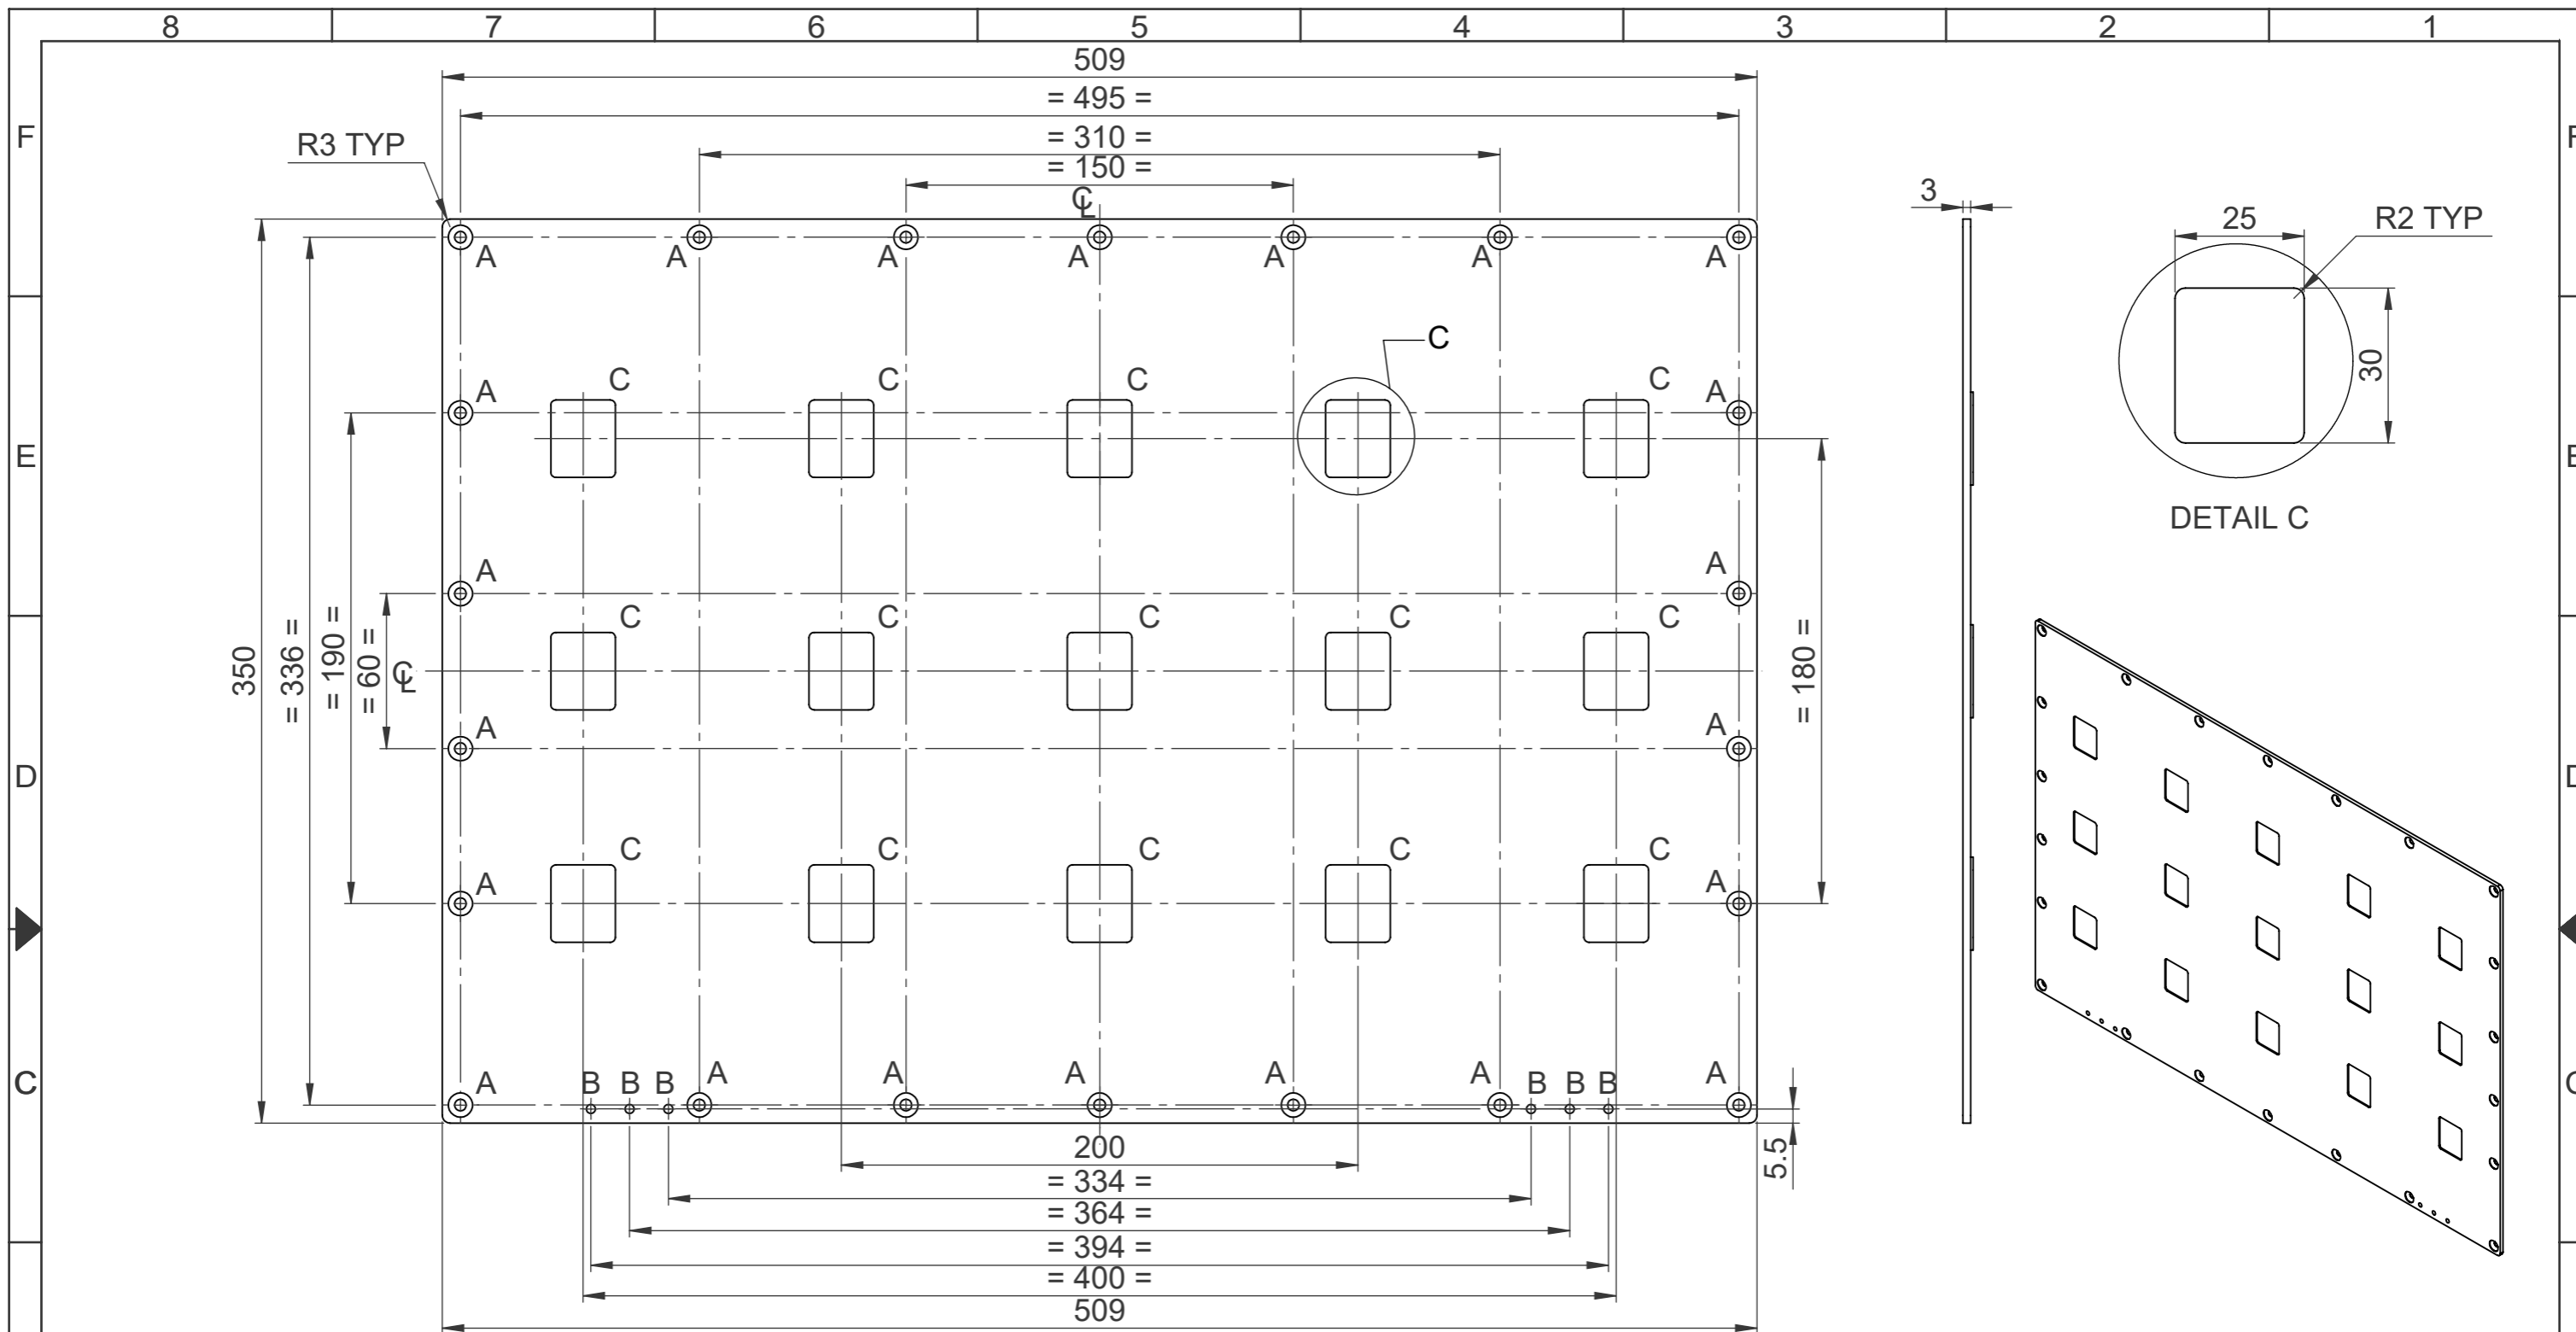 8 7 6 5 4 3 2 1
509
= 495 =
F R3 TYP = 310 = F
= 150 =
℄
3 25 R2 TYP
A A A A A A A
C
30
A C C C C A
E E
DETAIL C
A A
C C C C C
350 = 336 = = 190 = = 60 = ℄ = 180 =
A A
D D
C C C C C
A A
C A B B B A A A A A B B B A C
200
5.5
= 334 =
= 364 =
= 394 =
= 400 =
509